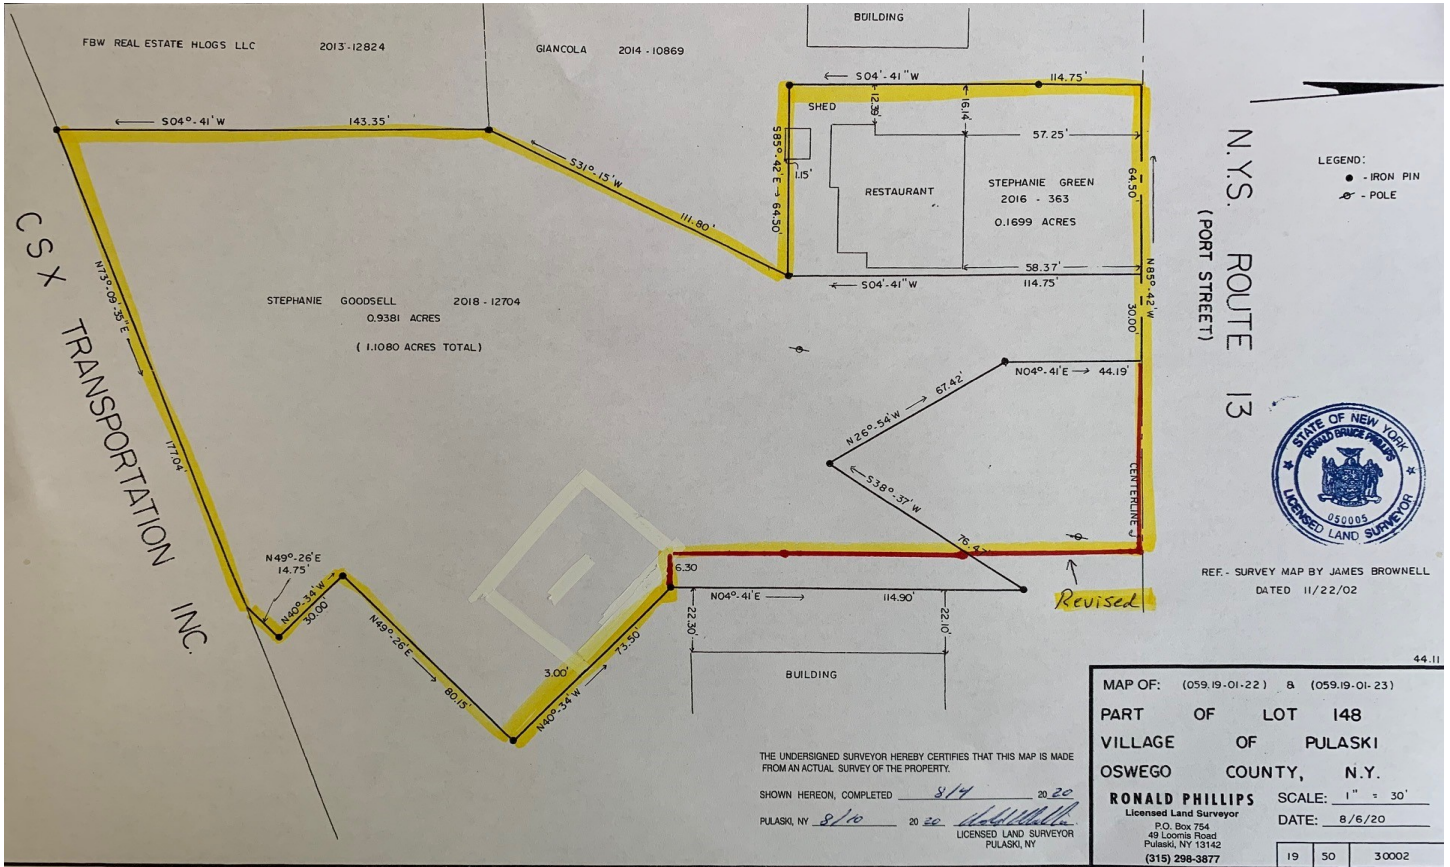 BUILDING
FBW REAL ESTATE HLDGS LLC 2013-12824
GIANCOLA 2014-10869
← S04°-41'W 143.35'
← S04°-41'W 114.75'
SHED
12.39'
16.14'
57.25'
S31°-15'W
111.80'
S85°-42'E → 64.50'
1.15'
RESTAURANT
STEPHANIE GREEN
2016 - 363
0.1699 ACRES
64.50'
58.37'
← S04°-41'W 114.75'
N85°-42'W
30.00'
N.Y.S. ROUTE 13
(PORT STREET)
LEGEND:
● - IRON PIN
- POLE
CSX TRANSPORTATION INC.
N73°-09'-35"E
177.04'
STEPHANIE GOODSELL 2018-12704
0.9381 ACRES
(1.1080 ACRES TOTAL)
N04°-41'E → 44.19'
N26°-54'W → 67.42'
← S38°-37'W
76.47'
CENTERLINE
STATE OF NEW YORK
RONALD BRUCE PHILLIPS
050005
LICENSED LAND SURVEYOR
REF.- SURVEY MAP BY JAMES BROWNELL
DATED 11/22/02
N49°-26'E
14.75'
N40°-34'W
30.00'
N49°-26'E
80.15'
3.00'
N40°-34'W → 73.50'
6.30
N04°-41'E → 114.90'
22.30'
22.10'
BUILDING
Revised
44.11
THE UNDERSIGNED SURVEYOR HEREBY CERTIFIES THAT THIS MAP IS MADE
FROM AN ACTUAL SURVEY OF THE PROPERTY.
SHOWN HEREON, COMPLETED 8/4 20 20
PULASKI, NY 8/10 20 20
LICENSED LAND SURVEYOR
PULASKI, NY
MAP OF: (059.19-01-22) & (059.19-01-23)
PART OF LOT 148
VILLAGE OF PULASKI
OSWEGO COUNTY, N.Y.
RONALD PHILLIPS
Licensed Land Surveyor
P.O. Box 754
49 Loomis Road
Pulaski, NY 13142
(315) 298-3877
SCALE: 1" = 30'
DATE: 8/6/20
19 50 30002